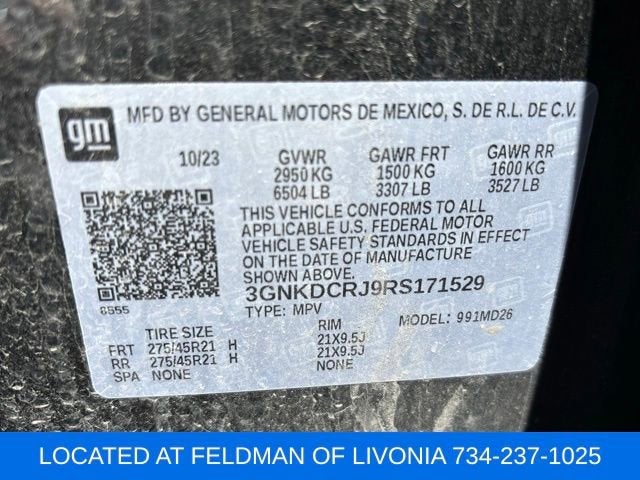 gm
MFD BY GENERAL MOTORS DE MEXICO, S. DE R.L. DE C.V.
10/23 GVWR GAWR FRT GAWR RR
2950 KG 1500 KG 1600 KG
6504 LB 3307 LB 3527 LB
THIS VEHICLE CONFORMS TO ALL
APPLICABLE U.S. FEDERAL MOTOR
VEHICLE SAFETY STANDARDS IN EFFECT
ON THE DATE OF MANUFACTURE
SHOWN ABOVE.
3GNKDCRJ9RS171529
8555 TYPE: MPV MODEL: 991MD26
TIRE SIZE RIM
FRT 275/45R21 H 21X9.5J
RR 275/45R21 H 21X9.5J
SPA NONE NONE
LOCATED AT FELDMAN OF LIVONIA 734-237-1025